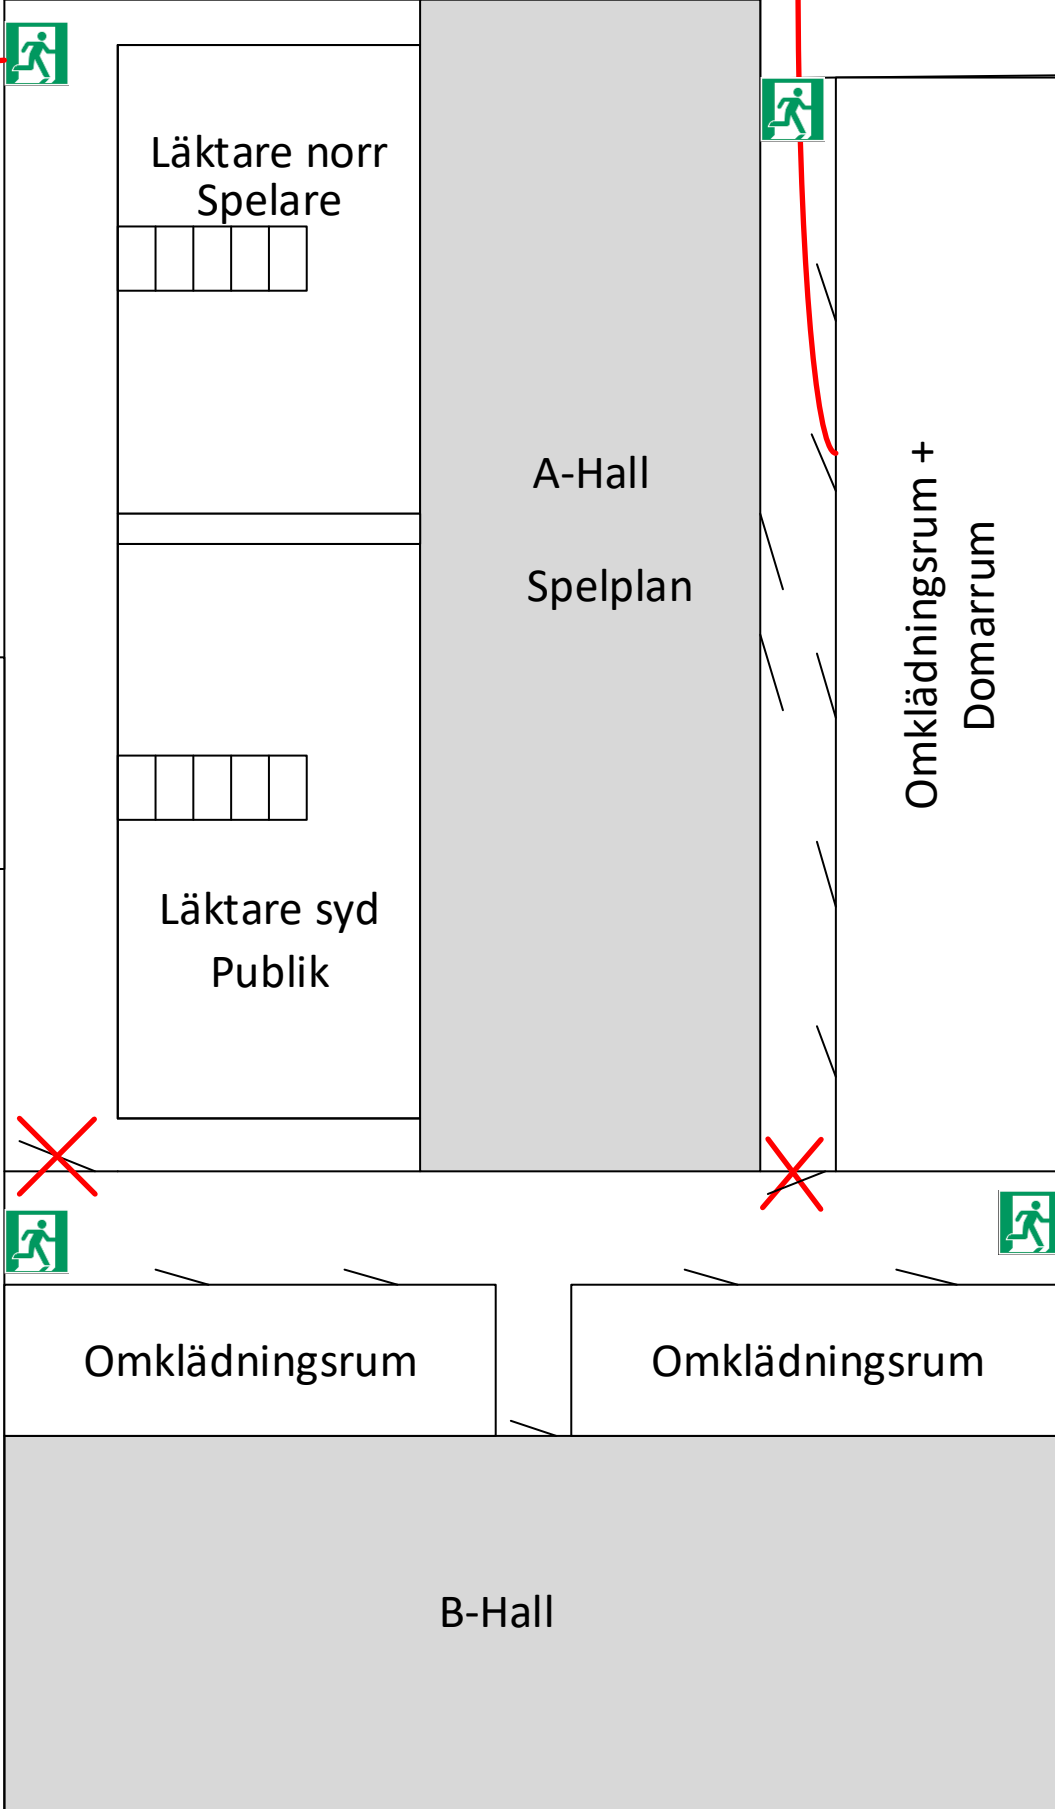 Läktare norr
Spelare
A-Hall
Spelplan
Omklädningsrum +
Domarrum
Läktare syd
Publik
Omklädningsrum
Omklädningsrum
B-Hall